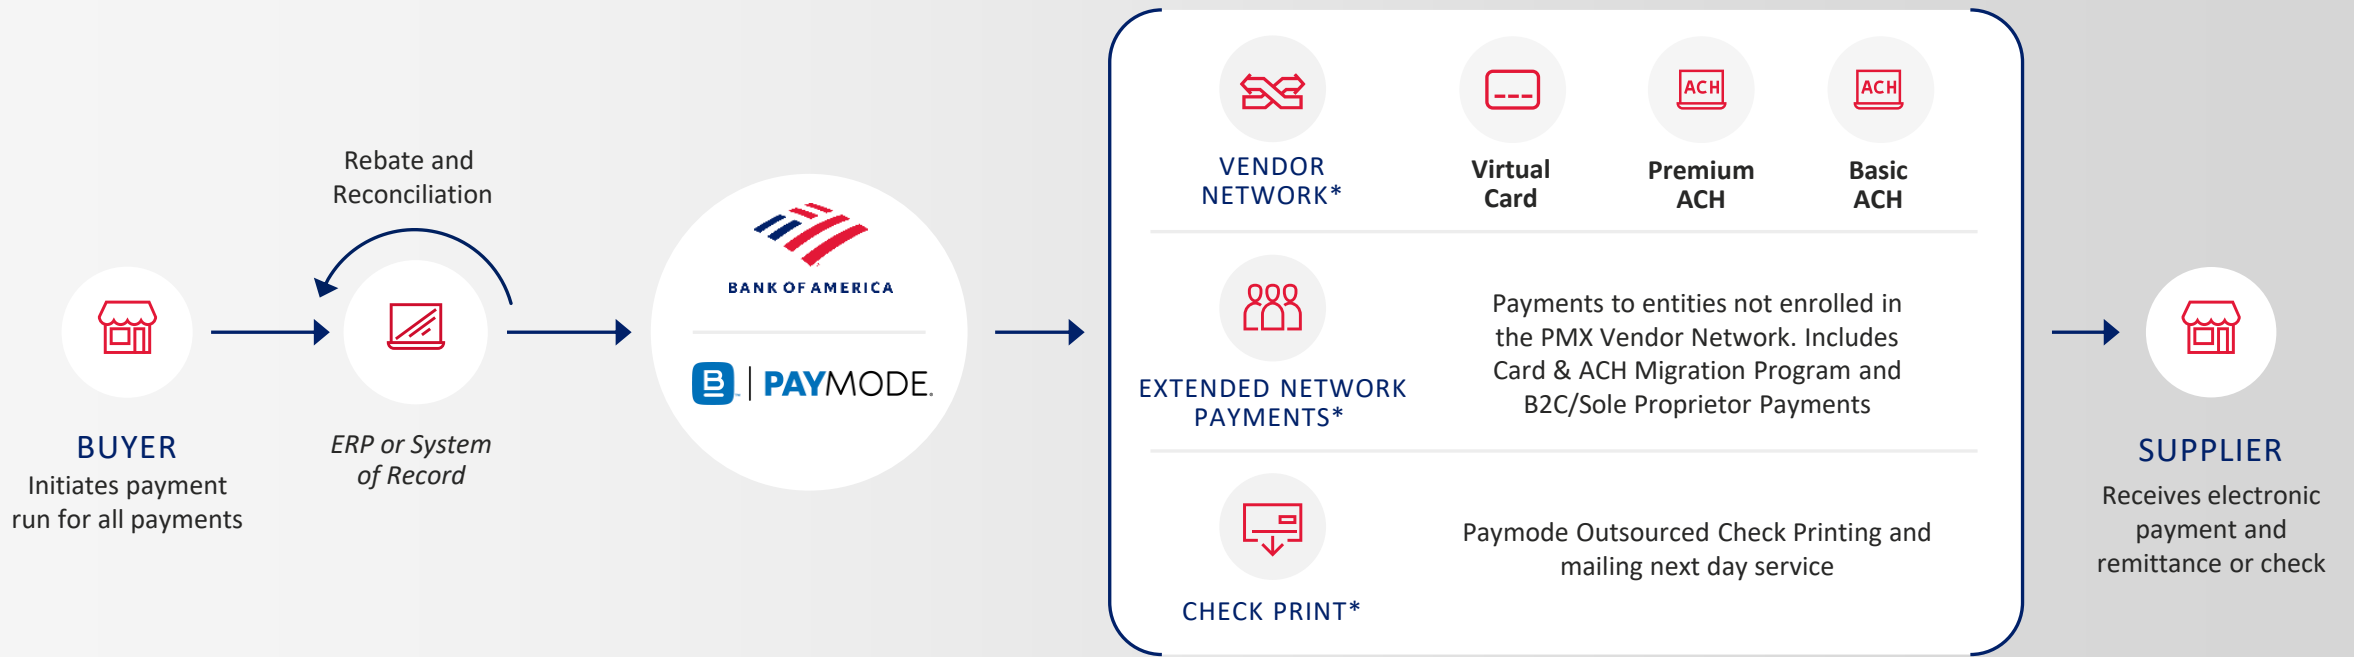 Rebate and
Reconciliation
BUYER
Initiates payment
run for all payments
ERP or System
of Record
BANK OF AMERICA
B | PAYMODE.
VENDOR
NETWORK*
Virtual
Card
ACH
Premium
ACH
ACH
Basic
ACH
EXTENDED NETWORK
PAYMENTS*
Payments to entities not enrolled in
the PMX Vendor Network. Includes
Card & ACH Migration Program and
B2C/Sole Proprietor Payments
CHECK PRINT*
Paymode Outsourced Check Printing and
mailing next day service
SUPPLIER
Receives electronic
payment and
remittance or check